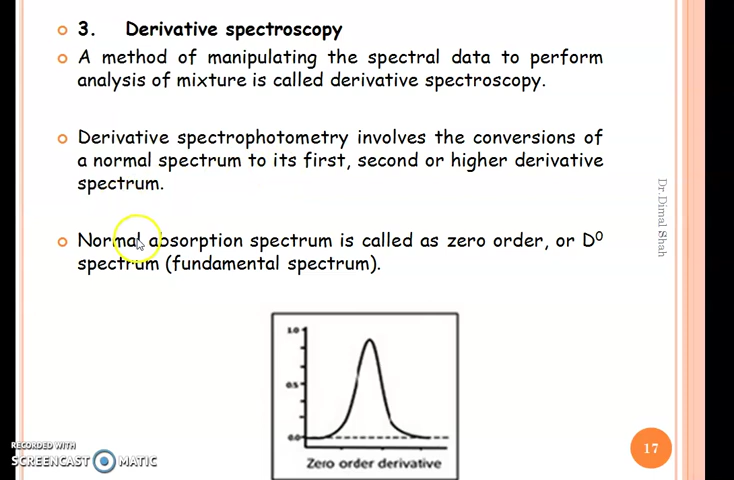 3. Derivative spectroscopy
A method of manipulating the spectral data to perform
analysis of mixture is called derivative spectroscopy.
Derivative spectrophotometry involves the conversions of
a normal spectrum to its first, second or higher derivative
spectrum.
Normal absorption spectrum is called as zero order, or D⁰
spectrum (fundamental spectrum).
Dr.Dimal Shah
1.0
0.5
0.0
Zero order derivative
17
RECORDED WITH
SCREENCAST MATIC